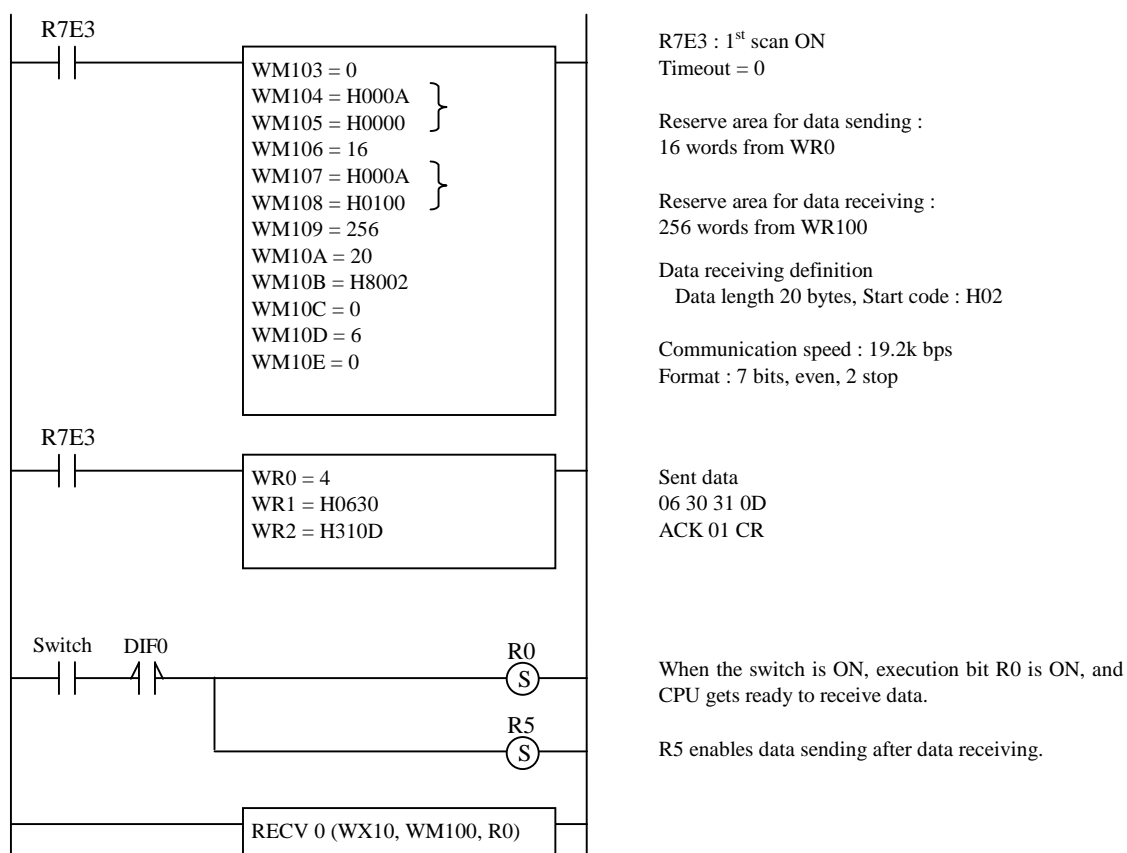 R7E3
WM103 = 0
WM104 = H000A
WM105 = H0000
WM106 = 16
WM107 = H000A
WM108 = H0100
WM109 = 256
WM10A = 20
WM10B = H8002
WM10C = 0
WM10D = 6
WM10E = 0
R7E3 : 1st scan ON
Timeout = 0
Reserve area for data sending :
16 words from WR0
Reserve area for data receiving :
256 words from WR100
Data receiving definition
Data length 20 bytes, Start code : H02
Communication speed : 19.2k bps
Format : 7 bits, even, 2 stop
R7E3
WR0 = 4
WR1 = H0630
WR2 = H310D
Sent data
06 30 31 0D
ACK 01 CR
Switch DIF0 R0
S
R5
S
When the switch is ON, execution bit R0 is ON, and
CPU gets ready to receive data.
R5 enables data sending after data receiving.
RECV 0 (WX10, WM100, R0)